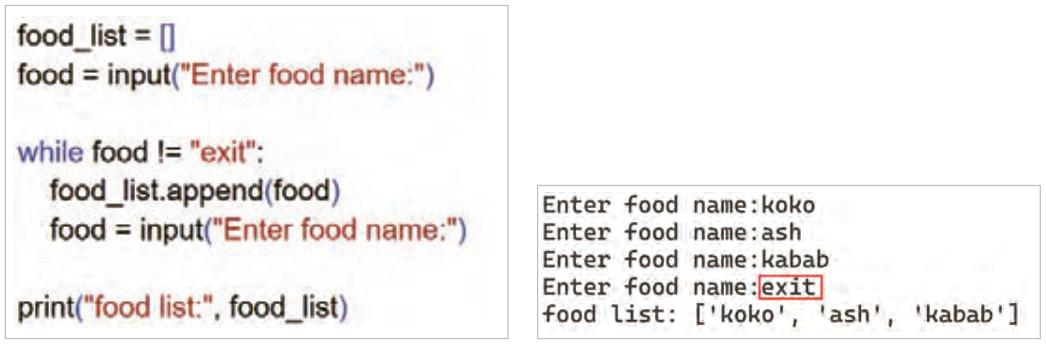 food_list = []
food = input("Enter food name:")
while food != "exit":
food_list.append(food)
food = input("Enter food name:")
print("food list:", food_list)
Enter food name:koko
Enter food name:ash
Enter food name:kabab
Enter food name:exit
food list: ['koko', 'ash', 'kabab']